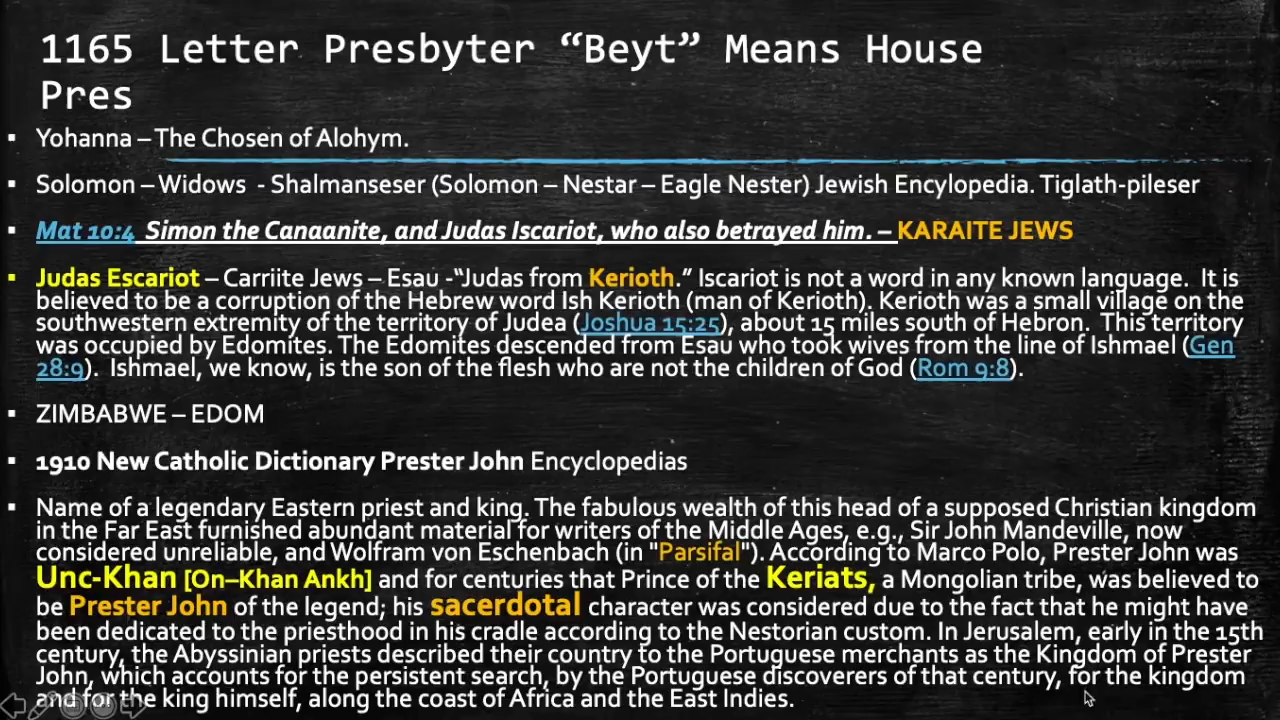 1165 Letter Presbyter “Beyt” Means House
Pres
▪ Yohanna – The Chosen of Alohym.
▪ Solomon – Widows - Shalmanseser (Solomon – Nestar – Eagle Nester) Jewish Encylopedia. Tiglath-pileser
▪ Mat 10:4 Simon the Canaanite, and Judas Iscariot, who also betrayed him. – KARAITE JEWS
▪ Judas Escariot – Carriite Jews – Esau -“Judas from Kerioth.” Iscariot is not a word in any known language. It is
believed to be a corruption of the Hebrew word Ish Kerioth (man of Kerioth). Kerioth was a small village on the
southwestern extremity of the territory of Judea (Joshua 15:25), about 15 miles south of Hebron. This territory
was occupied by Edomites. The Edomites descended from Esau who took wives from the line of Ishmael (Gen
28:9). Ishmael, we know, is the son of the flesh who are not the children of God (Rom 9:8).
▪ ZIMBABWE – EDOM
▪ 1910 New Catholic Dictionary Prester John Encyclopedias
▪ Name of a legendary Eastern priest and king. The fabulous wealth of this head of a supposed Christian kingdom
in the Far East furnished abundant material for writers of the Middle Ages, e.g., Sir John Mandeville, now
considered unreliable, and Wolfram von Eschenbach (in "Parsifal"). According to Marco Polo, Prester John was
Unc-Khan [On–Khan Ankh] and for centuries that Prince of the Keriats, a Mongolian tribe, was believed to
be Prester John of the legend; his sacerdotal character was considered due to the fact that he might have
been dedicated to the priesthood in his cradle according to the Nestorian custom. In Jerusalem, early in the 15th
century, the Abyssinian priests described their country to the Portuguese merchants as the Kingdom of Prester
John, which accounts for the persistent search, by the Portuguese discoverers of that century, for the kingdom
and for the king himself, along the coast of Africa and the East Indies.